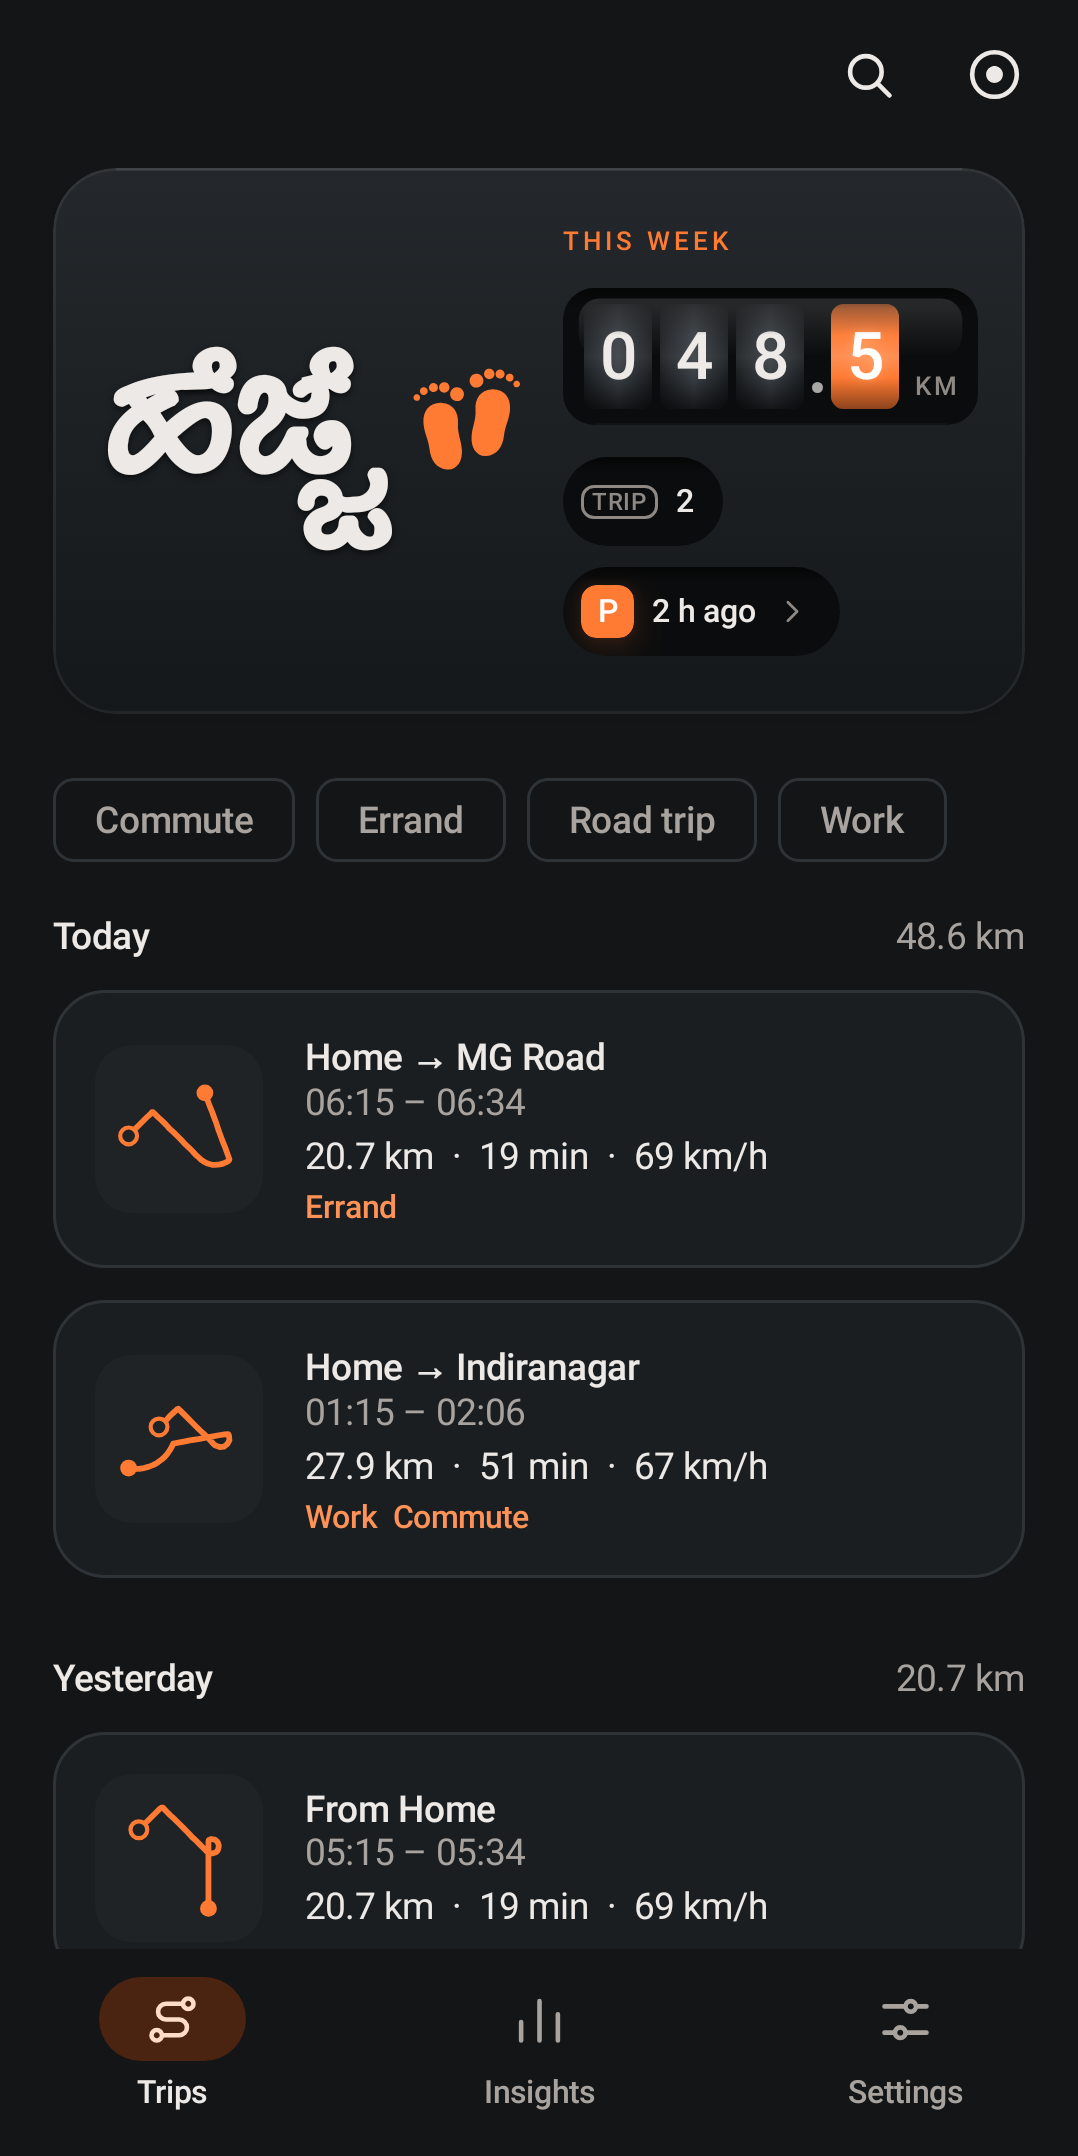 THIS WEEK
ಹೆಜ್ಜೆ
048.5 KM
TRIP 2
P 2 h ago
Commute Errand Road trip Work
Today 48.6 km
Home → MG Road
06:15 – 06:34
20.7 km · 19 min · 69 km/h
Errand
Home → Indiranagar
01:15 – 02:06
27.9 km · 51 min · 67 km/h
Work Commute
Yesterday 20.7 km
From Home
05:15 – 05:34
20.7 km · 19 min · 69 km/h
Trips Insights Settings